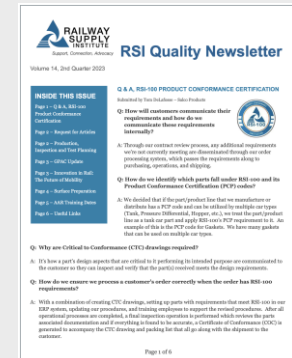 RAILWAY
SUPPLY
INSTITUTE
Support, Connection, Advocacy
RSI Quality Newsletter
Volume 14, 2nd Quarter 2023
INSIDE THIS ISSUE
Page 1 – Q & A, RSI-100
Product Conformance
Certification
Page 2 – Request for Articles
Page 2 – Production,
Inspection and Test Planning
Page 3 – QPAC Update
Page 3 – Innovation in Rail:
The Future of Mobility
Page 4 – Surface Preparation
Page 5 – AAR Training Dates
Page 6 – Useful Links
Q & A, RSI-100 PRODUCT CONFORMANCE CERTIFICATION
Submitted by Tom DeLafosse – Salco Products
Q: How will customers communicate their
requirements and how do we
communicate these requirements
internally?
A: Through our contract review process, any additional requirements
we're not currently meeting are disseminated through our order
processing system, which passes the requirements along to
purchasing, operations, and shipping.
Q: How do we identify which parts fall under RSI-100 and its
Product Conformance Certification (PCP) codes?
A: We decided that if the part/product line that we manufacture or
distribute has a PCP code and can be utilized by multiple car types
(Tank, Pressure Differential, Hopper, etc.), we treat the part/product
line as a tank car part and apply RSI-100's PCP requirement to it. An
example of this is the PCP code for Gaskets. We have many gaskets
that can be used on multiple car types.
Q: Why are Critical to Conformance (CTC) drawings required?
A: It's how a part's design aspects that are critical to it performing its intended purpose are communicated to
the customer so they can inspect and verify that the part(s) received meets the design requirements.
Q: How do we ensure we process a customer's order correctly when the order has RSI-100
requirements?
A: With a combination of creating CTC drawings, setting up parts with requirements that meet RSI-100 in our
ERP system, updating our procedures, and training employees to support the revised procedures. After all
operational processes are completed, a final inspection operation is performed which reviews the parts
associated documentation and if everything is found to be accurate, a Certificate of Conformance (COC) is
generated to accompany the CTC drawing and packing list that all go along with the shipment to the
customer.
Page 1 of 6